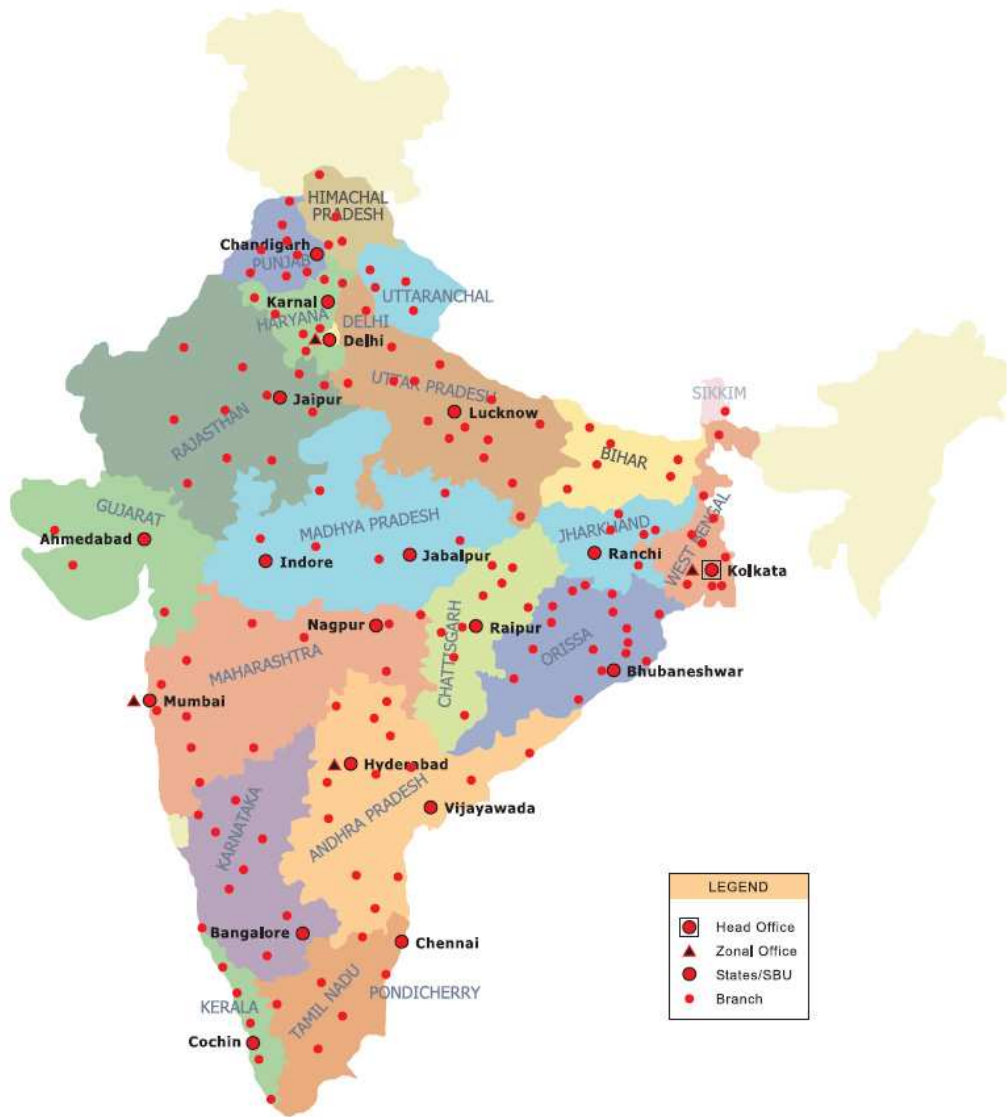 HIMACHAL
PRADESH
Chandigarh
PUNJAB
UTTARANCHAL
Karnal
HARYANA
DELHI
Delhi
UTTAR PRADESH
SIKKIM
Jaipur
Lucknow
RAJASTHAN
BIHAR
GUJARAT
MADHYA PRADESH
JHARKHAND
WEST BENGAL
Ahmedabad
Indore
Jabalpur
Ranchi
Kolkata
Nagpur
Raipur
CHATTISGARH
ORISSA
MAHARASHTRA
Bhubaneshwar
Mumbai
Hyderabad
Vijayawada
ANDHRA PRADESH
KARNATAKA
Bangalore
Chennai
KERALA
TAMIL NADU
PONDICHERRY
Cochin
LEGEND
Head Office
Zonal Office
States/SBU
Branch